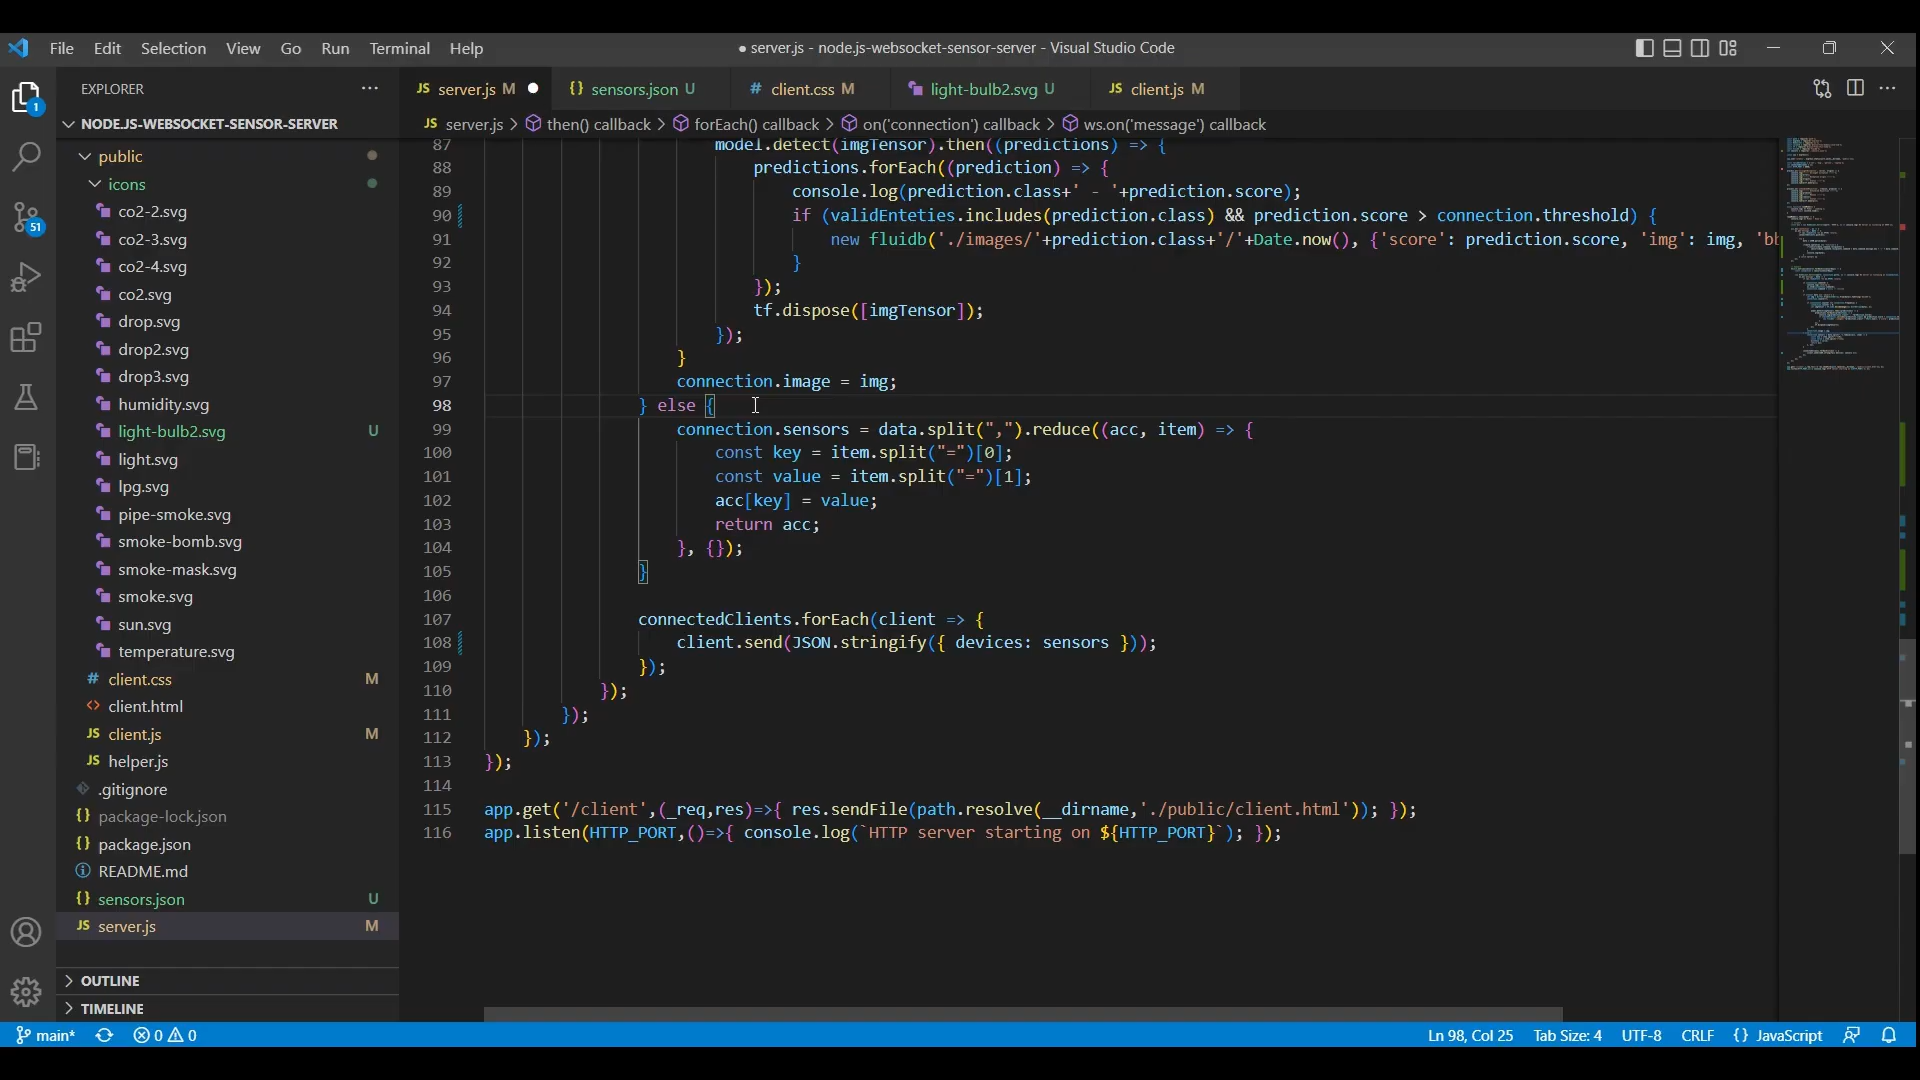 File Edit Selection View Go Run Terminal Help
● server.js - node.js-websocket-sensor-server - Visual Studio Code
EXPLORER
JS server.js M
{} sensors.json U
# client.css M
light-bulb2.svg U
JS client.js M
JS server.js > then() callback > forEach() callback > on('connection') callback > ws.on('message') callback
1
51
NODE.JS-WEBSOCKET-SENSOR-SERVER
public
icons
co2-2.svg
co2-3.svg
co2-4.svg
co2.svg
drop.svg
drop2.svg
drop3.svg
humidity.svg
light-bulb2.svg U
light.svg
lpg.svg
pipe-smoke.svg
smoke-bomb.svg
smoke-mask.svg
smoke.svg
sun.svg
temperature.svg
# client.css M
<> client.html
JS client.js M
JS helper.js
.gitignore
{} package-lock.json
{} package.json
README.md
{} sensors.json U
JS server.js M
OUTLINE
TIMELINE
87 model.detect(imgTensor).then((predictions) => {
88 predictions.forEach((prediction) => {
89 console.log(prediction.class+' - '+prediction.score);
90 if (validEnteties.includes(prediction.class) && prediction.score > connection.threshold) {
91 new fluidb('./images/'+prediction.class+'/'+Date.now(), {'score': prediction.score, 'img': img, 'bb
92 }
93 });
94 tf.dispose([imgTensor]);
95 });
96 }
97 connection.image = img;
98 } else {
99 connection.sensors = data.split(",").reduce((acc, item) => {
100 const key = item.split("=")[0];
101 const value = item.split("=")[1];
102 acc[key] = value;
103 return acc;
104 }, {});
105 }
106
107 connectedClients.forEach(client => {
108 client.send(JSON.stringify({ devices: sensors }));
109 });
110 });
111 });
112 });
113 });
114
115 app.get('/client',(_req,res)=>{ res.sendFile(path.resolve(__dirname,'./public/client.html')); });
116 app.listen(HTTP_PORT,()=>{ console.log(`HTTP server starting on ${HTTP_PORT}`); });
main* 0 0 Ln 98, Col 25 Tab Size: 4 UTF-8 CRLF {} JavaScript